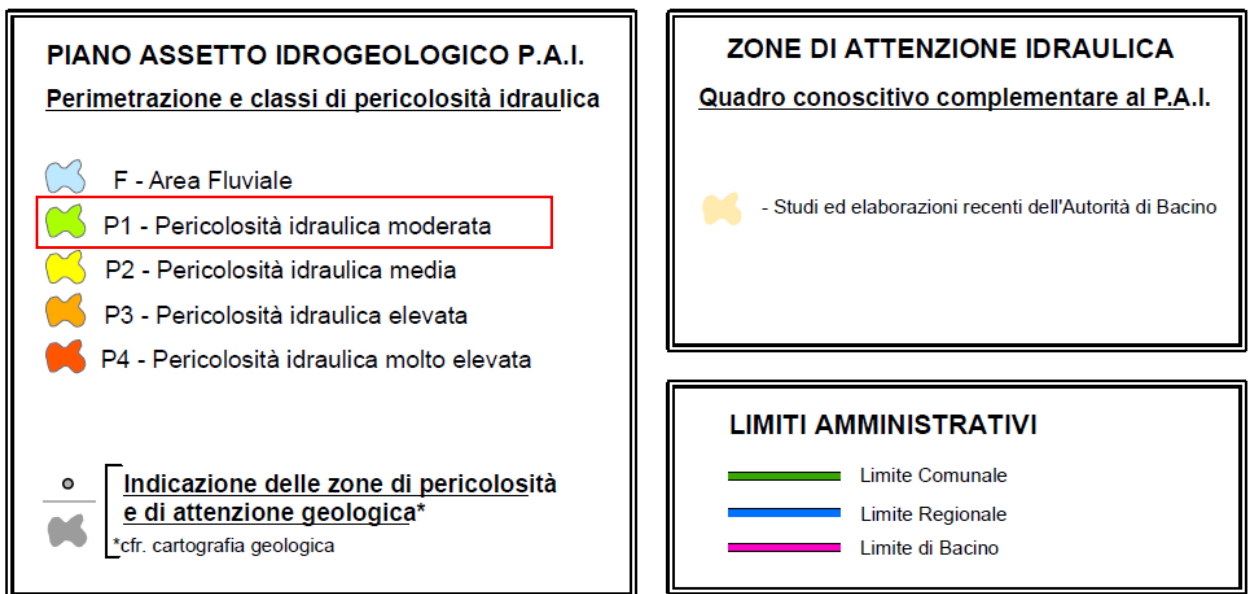 PIANO ASSETTO IDROGEOLOGICO P.A.I.
Perimetrazione e classi di pericolosità idraulica
F - Area Fluviale
P1 - Pericolosità idraulica moderata
P2 - Pericolosità idraulica media
P3 - Pericolosità idraulica elevata
P4 - Pericolosità idraulica molto elevata
Indicazione delle zone di pericolosità
e di attenzione geologica*
*cfr. cartografia geologica
ZONE DI ATTENZIONE IDRAULICA
Quadro conoscitivo complementare al P.A.I.
- Studi ed elaborazioni recenti dell'Autorità di Bacino
LIMITI AMMINISTRATIVI
Limite Comunale
Limite Regionale
Limite di Bacino